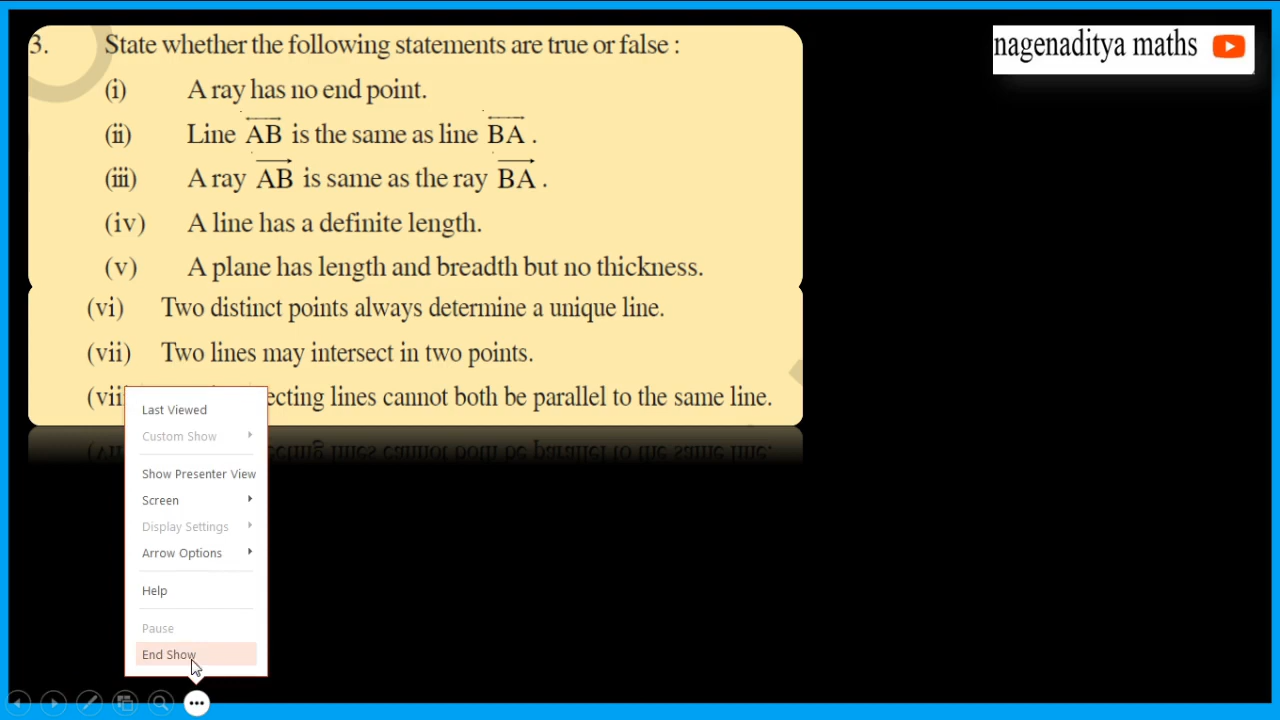 nagenaditya maths
3. State whether the following statements are true or false :
(i) A ray has no end point.
(ii) Line AB is the same as line BA .
(iii) A ray AB is same as the ray BA .
(iv) A line has a definite length.
(v) A plane has length and breadth but no thickness.
(vi) Two distinct points always determine a unique line.
(vii) Two lines may intersect in two points.
lines cannot both be parallel to the same line.
Last Viewed
Custom Show
Show Presenter View
Screen
Display Settings
Arrow Options
Help
Pause
End Show